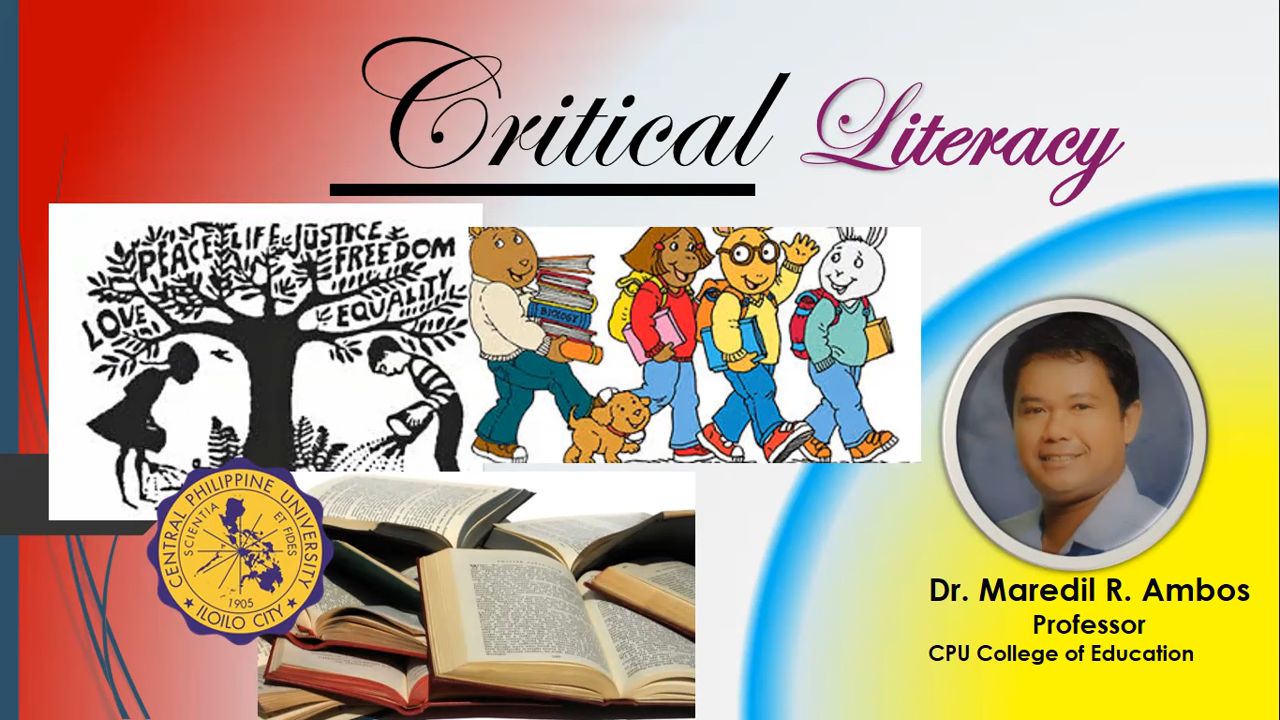 Critical Literacy
PEACE LIFE JUSTICE
FREEDOM
LOVE
EQUALITY
BIOLOGY
CENTRAL PHILIPPINE UNIVERSITY
SCIENTIA ET FIDES
1905
ILOILO CITY
Dr. Maredil R. Ambos
Professor
CPU College of Education